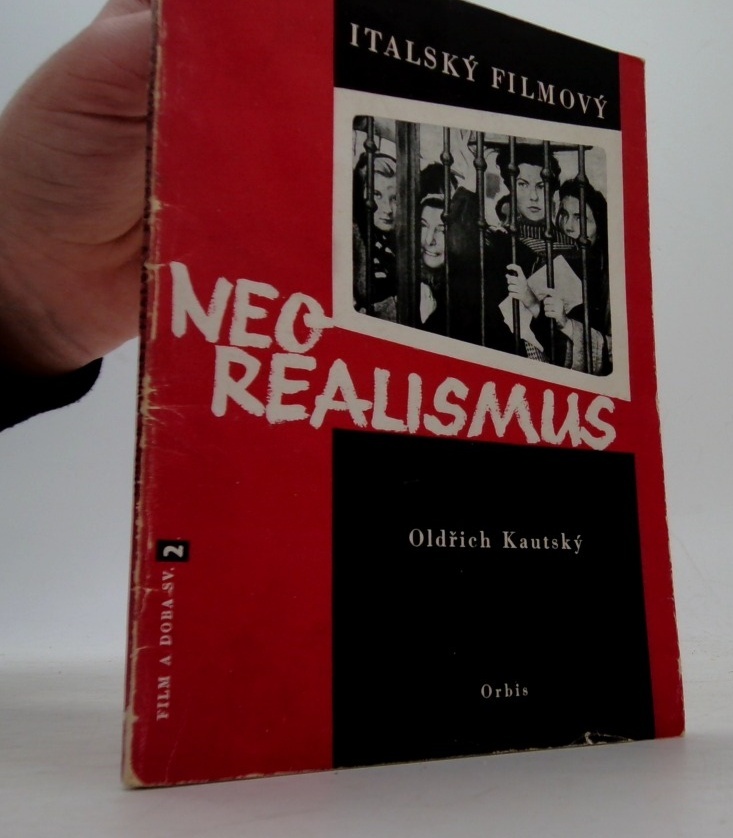 ITALSKÝ FILMOVÝ
NEO
REALISMUS
Oldřich Kautský
Orbis
FILM A DOBA SV. 2